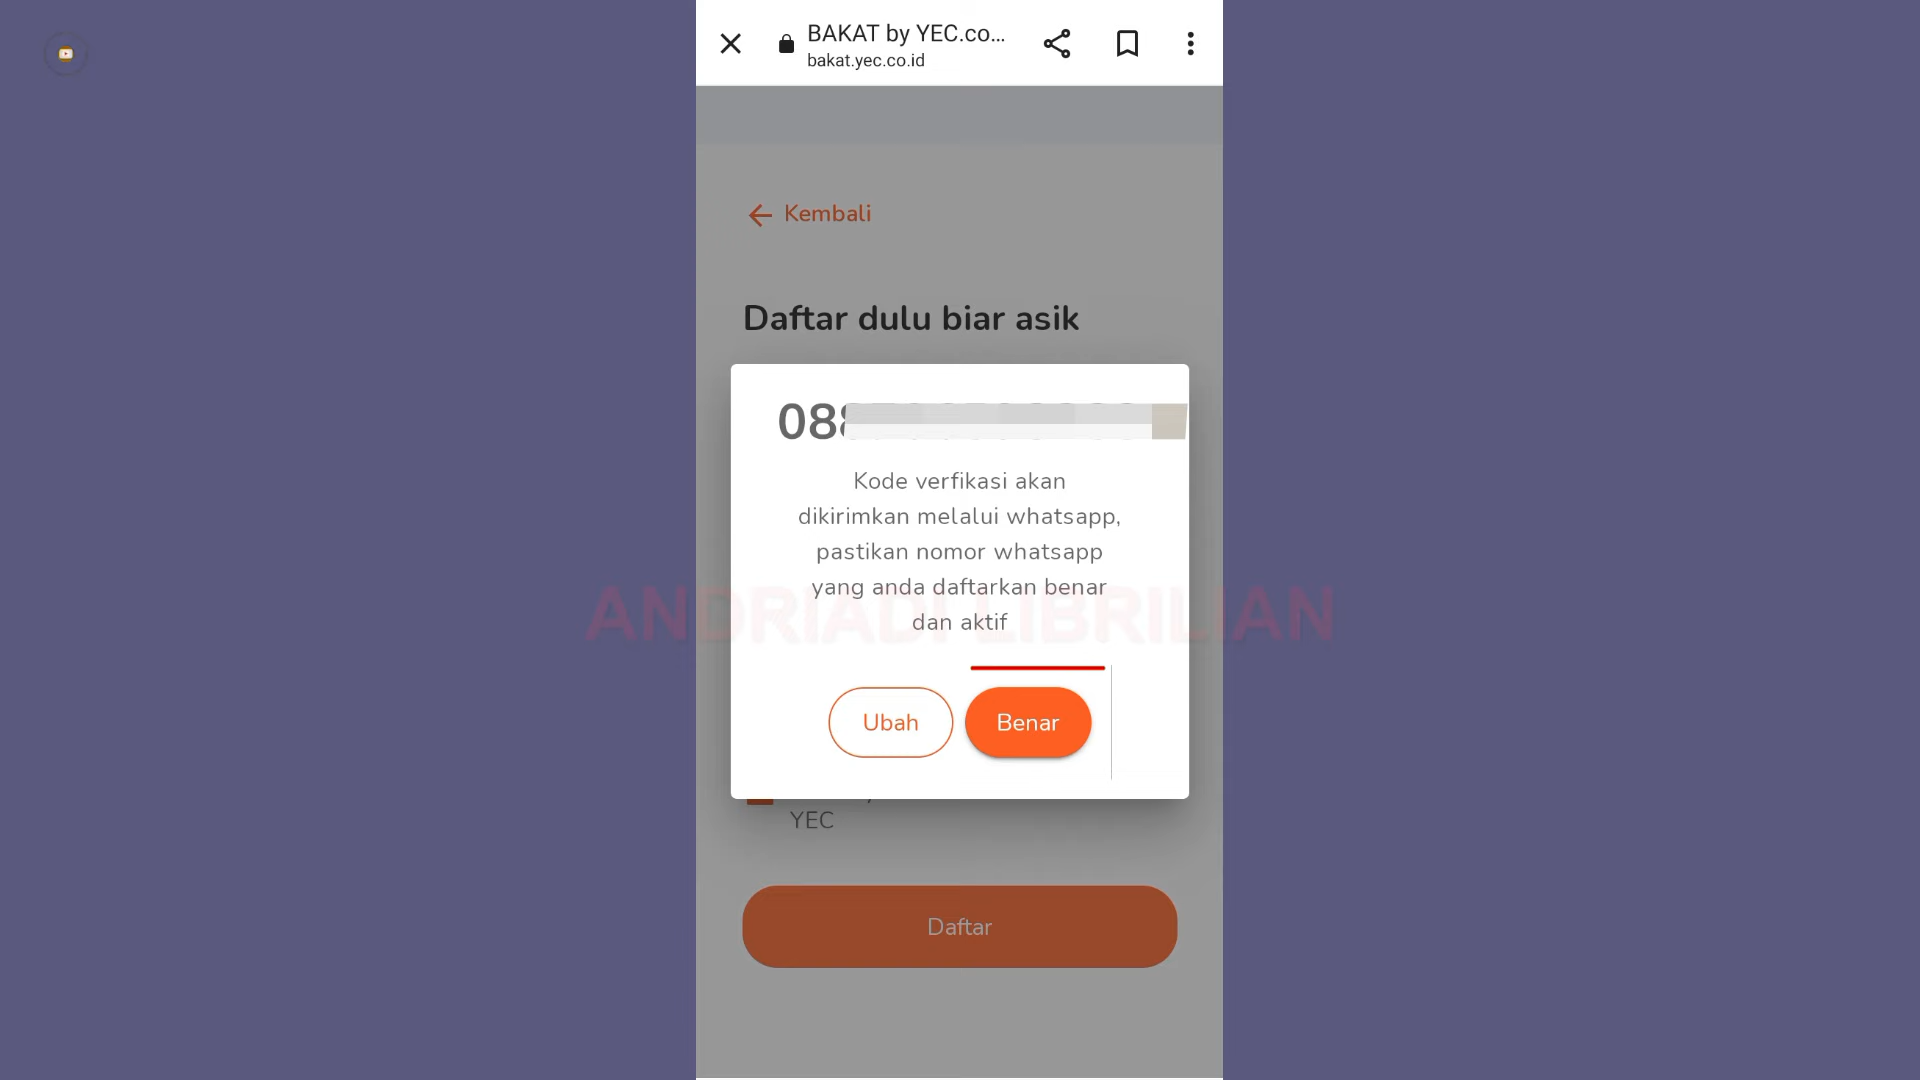 BAKAT by YEC.co...
bakat.yec.co.id
Kembali
Daftar dulu biar asik
08
Kode verfikasi akan
dikirimkan melalui whatsapp,
pastikan nomor whatsapp
yang anda daftarkan benar
dan aktif
ANDRIADI LIBRILIAN
Ubah
Benar
YEC
Daftar